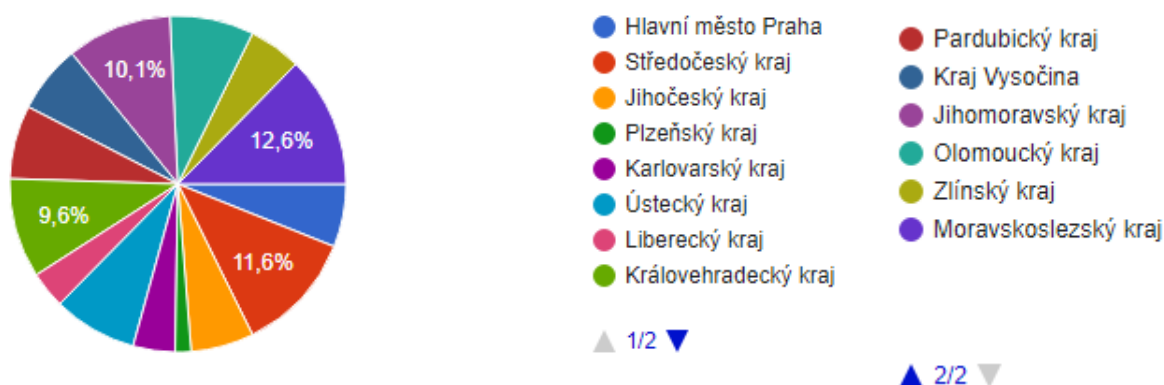 10,1%
12,6%
9,6%
11,6%
Hlavní město Praha
Středočeský kraj
Jihočeský kraj
Plzeňský kraj
Karlovarský kraj
Ústecký kraj
Liberecký kraj
Královehradecký kraj
1/2
Pardubický kraj
Kraj Vysočina
Jihomoravský kraj
Olomoucký kraj
Zlínský kraj
Moravskoslezský kraj
2/2